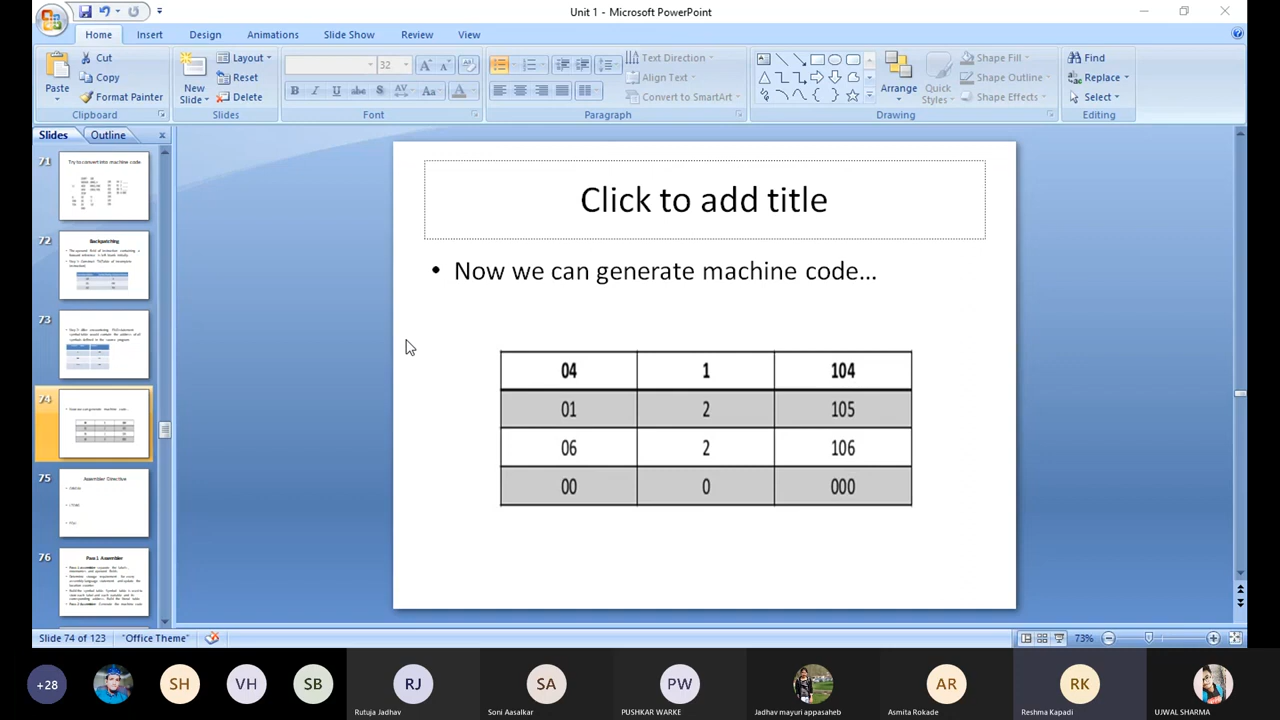 Unit 1 - Microsoft PowerPoint
Home Insert Design Animations Slide Show Review View
Paste
Cut
Copy
Format Painter
Clipboard
New Slide
Layout
Reset
Delete
Slides
32
Font
Paragraph
Text Direction
Align Text
Convert to SmartArt
Arrange
Quick Styles
Shape Fill
Shape Outline
Shape Effects
Drawing
Find
Replace
Select
Editing
Slides Outline
71
Try to convert into machine code
72
Backpatching
73
74
Now we can generate machine code...
75
Assembler Directive
76
Pass 1 Assembler
Click to add title
• Now we can generate machine code...
04 1 104
01 2 105
06 2 106
00 0 000
Slide 74 of 123 "Office Theme" 73%
+28 SH VH SB RJ SA PW AR RK
Rutuja Jadhav Soni Aasalkar PUSHKAR WARKE Jadhav mayuri appasaheb Asmita Rokade Reshma Kapadi UJWAL SHARMA